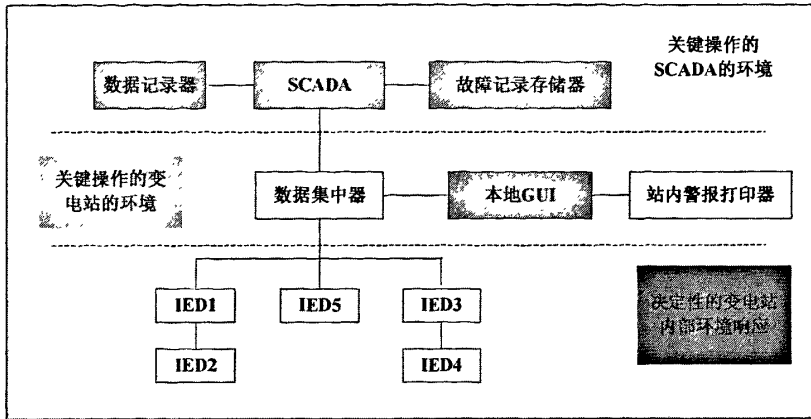 关键操作的
SCADA的环境
数据记录器
SCADA
故障记录存储器
关键操作的变
电站的环境
数据集中器
本地GUI
站内警报打印器
IED1
IED5
IED3
决定性的变电站
内部环境响应
IED2
IED4